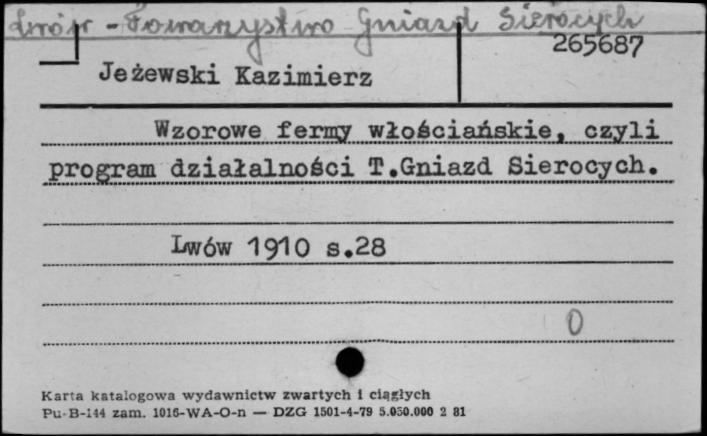 Lwów - Towarzystwo Gniazd Sierocych
265687
Jeżewski Kazimierz
Wzorowe fermy włościańskie, czyli
program działalności T.Gniazd Sierocych.
Lwów 1910 s.28
0
Karta katalogowa wydawnictw zwartych i ciągłych
Pu-B-144 zam. 1016-WA-O-n — DZG 1501-4-79 5.050.000 2 81